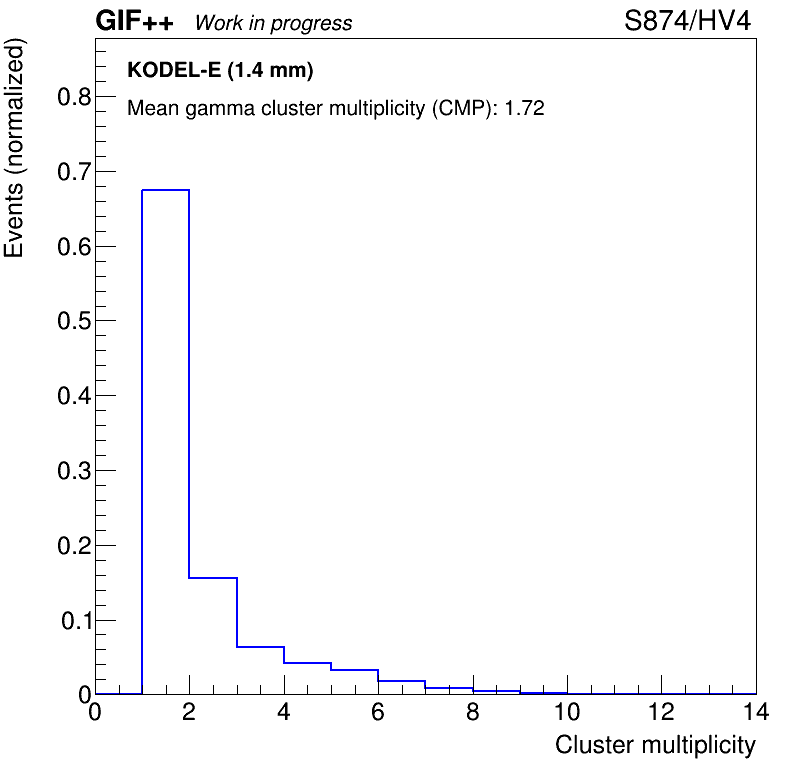 GIF++ Work in progress S874/HV4
KODEL-E (1.4 mm)
Mean gamma cluster multiplicity (CMP): 1.72
Events (normalized)
0.8
0.7
0.6
0.5
0.4
0.3
0.2
0.1
0
0 2 4 6 8 10 12 14
Cluster multiplicity